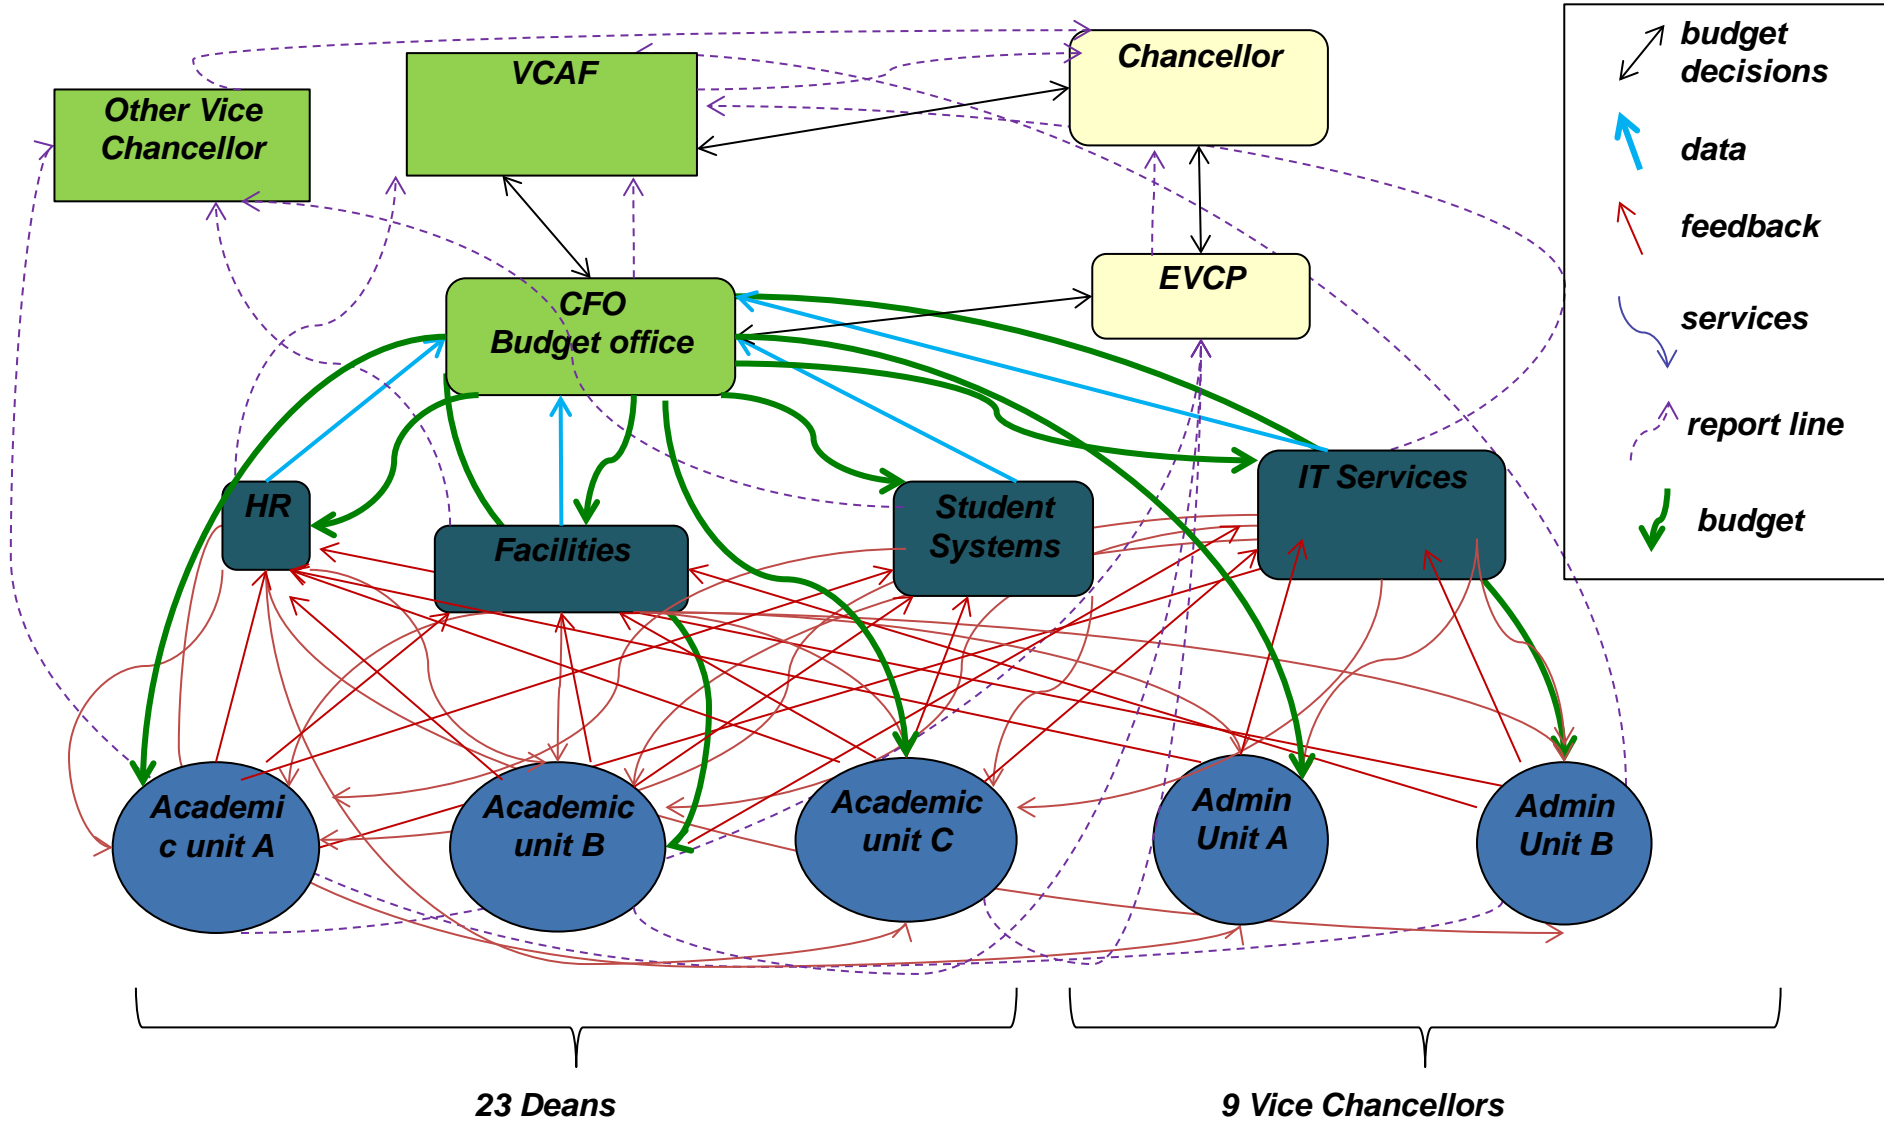 VCAF
Chancellor
Other Vice
Chancellor
EVCP
CFO
Budget office
HR
Facilities
Student
Systems
IT Services
Academi
c unit A
Academic
unit B
Academic
unit C
Admin
Unit A
Admin
Unit B
23 Deans
9 Vice Chancellors
budget
decisions
data
feedback
services
report line
budget